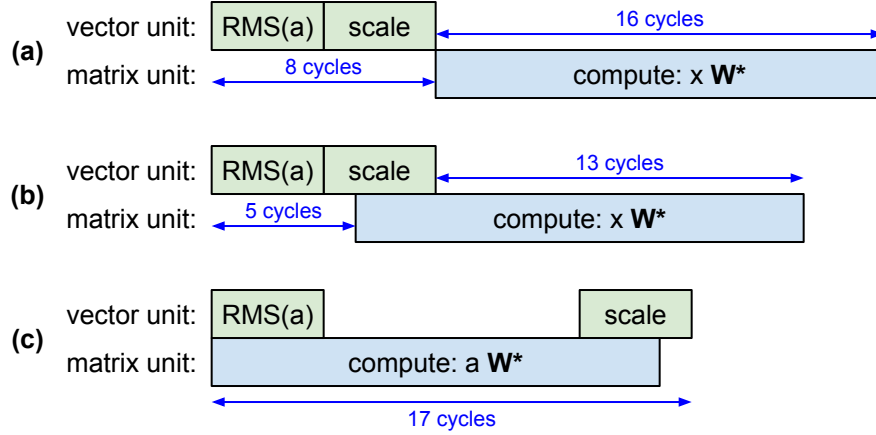 vector unit: RMS(a) scale 16 cycles
(a)
matrix unit: 8 cycles compute: x W*
vector unit: RMS(a) scale 13 cycles
(b)
matrix unit: 5 cycles compute: x W*
vector unit: RMS(a) scale
(c)
matrix unit: compute: a W*
17 cycles